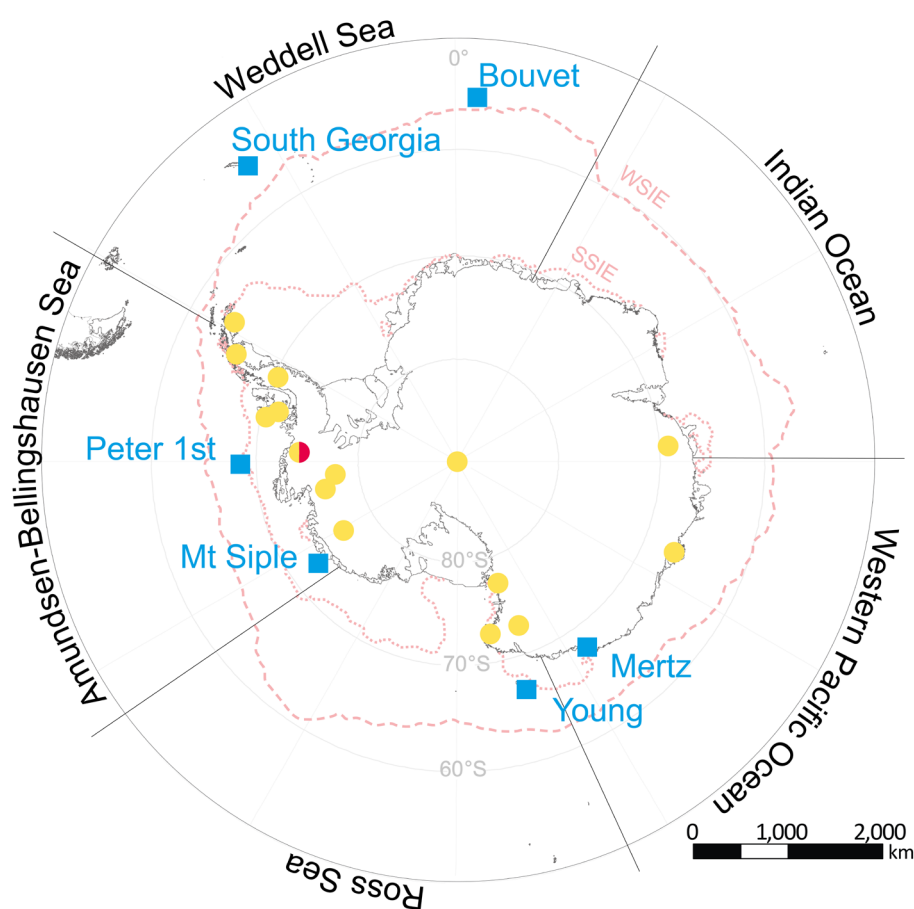 Weddell Sea
0°
Bouvet
South Georgia
WSIE
Indian Ocean
SSIE
Amundsen-Bellingshausen Sea
Peter 1st
Mt Siple
80°S
Western Pacific Ocean
70°S
Mertz
Young
60°S
0 1,000 2,000
km
Ross Sea